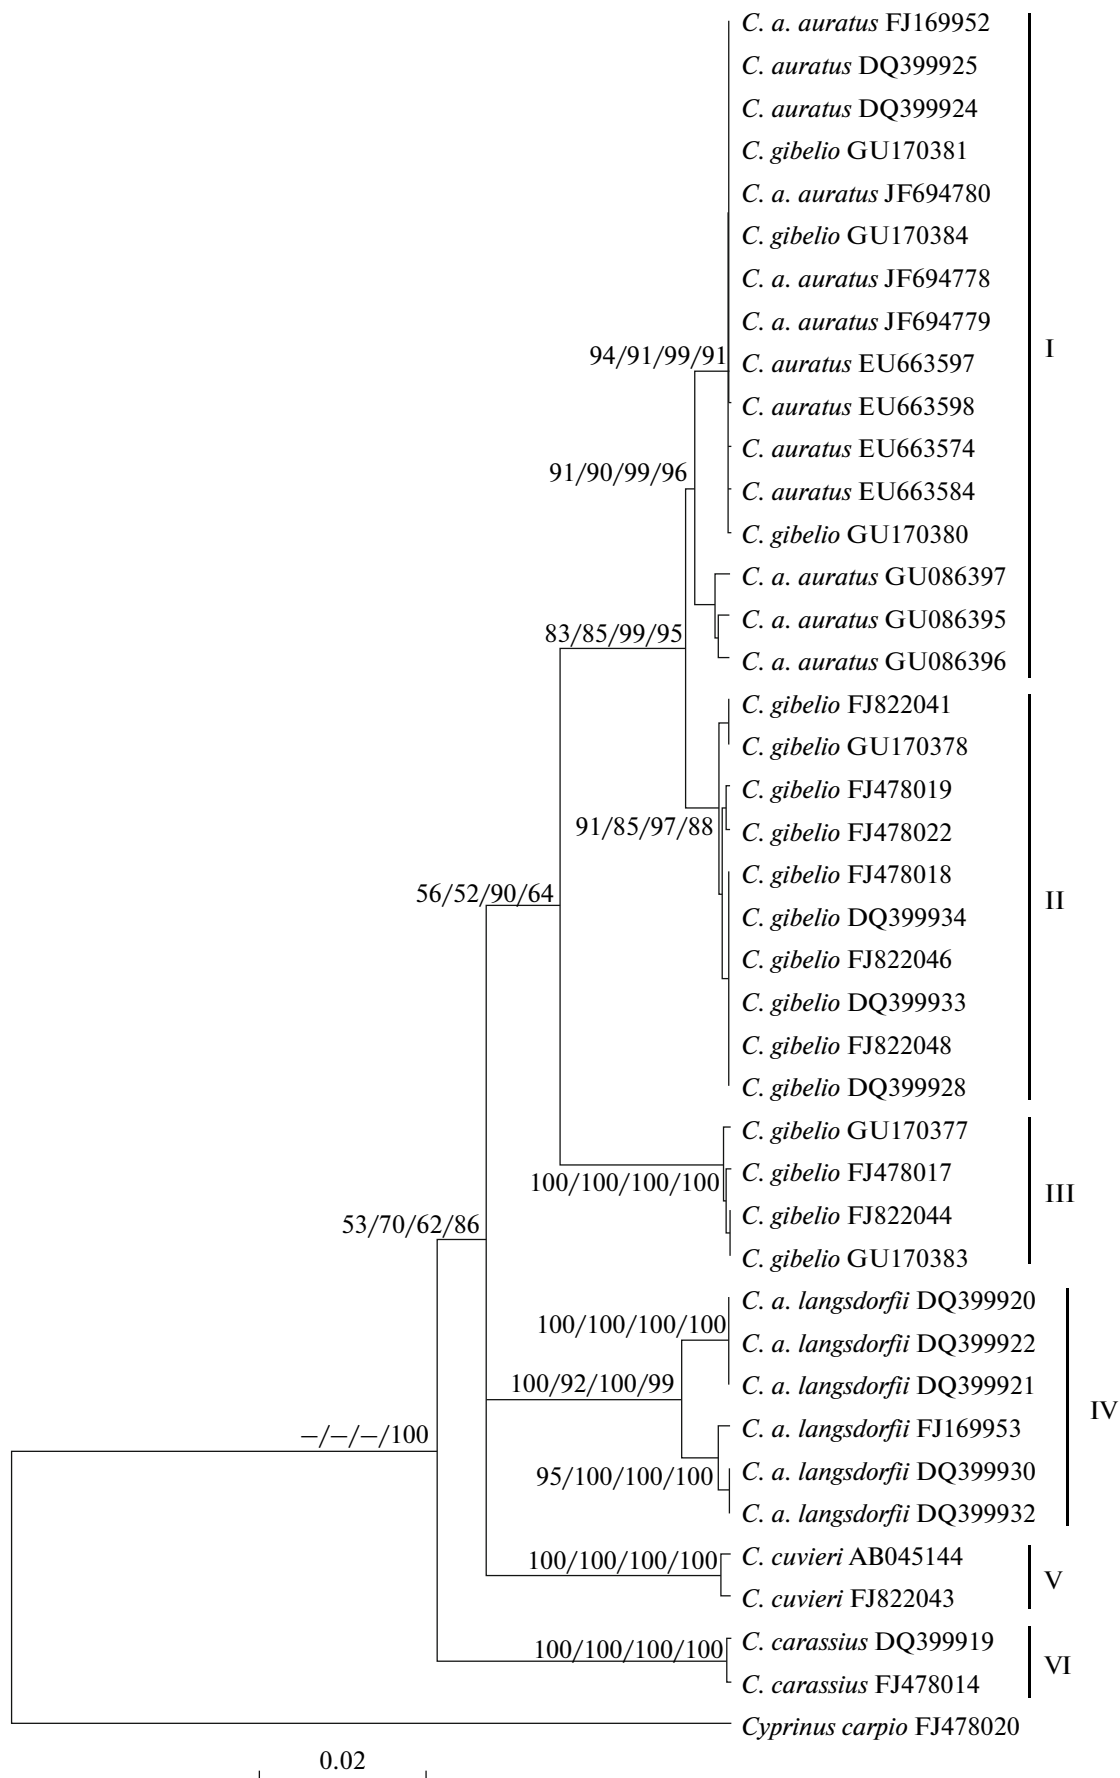 C. a. auratus FJ169952
C. auratus DQ399925
C. auratus DQ399924
C. gibelio GU170381
C. a. auratus JF694780
C. gibelio GU170384
C. a. auratus JF694778
C. a. auratus JF694779
I
94/91/99/91
C. auratus EU663597
C. auratus EU663598
C. auratus EU663574
91/90/99/96
C. auratus EU663584
C. gibelio GU170380
C. a. auratus GU086397
C. a. auratus GU086395
83/85/99/95
C. a. auratus GU086396
C. gibelio FJ822041
C. gibelio GU170378
C. gibelio FJ478019
91/85/97/88
C. gibelio FJ478022
C. gibelio FJ478018
56/52/90/64
II
C. gibelio DQ399934
C. gibelio FJ822046
C. gibelio DQ399933
C. gibelio FJ822048
C. gibelio DQ399928
C. gibelio GU170377
C. gibelio FJ478017
100/100/100/100
III
C. gibelio FJ822044
53/70/62/86
C. gibelio GU170383
C. a. langsdorfii DQ399920
100/100/100/100
C. a. langsdorfii DQ399922
100/92/100/99
C. a. langsdorfii DQ399921
IV
C. a. langsdorfii FJ169953
–/–/–/100
C. a. langsdorfii DQ399930
95/100/100/100
C. a. langsdorfii DQ399932
100/100/100/100
C. cuvieri AB045144
V
C. cuvieri FJ822043
100/100/100/100
C. carassius DQ399919
VI
C. carassius FJ478014
Cyprinus carpio FJ478020
0.02